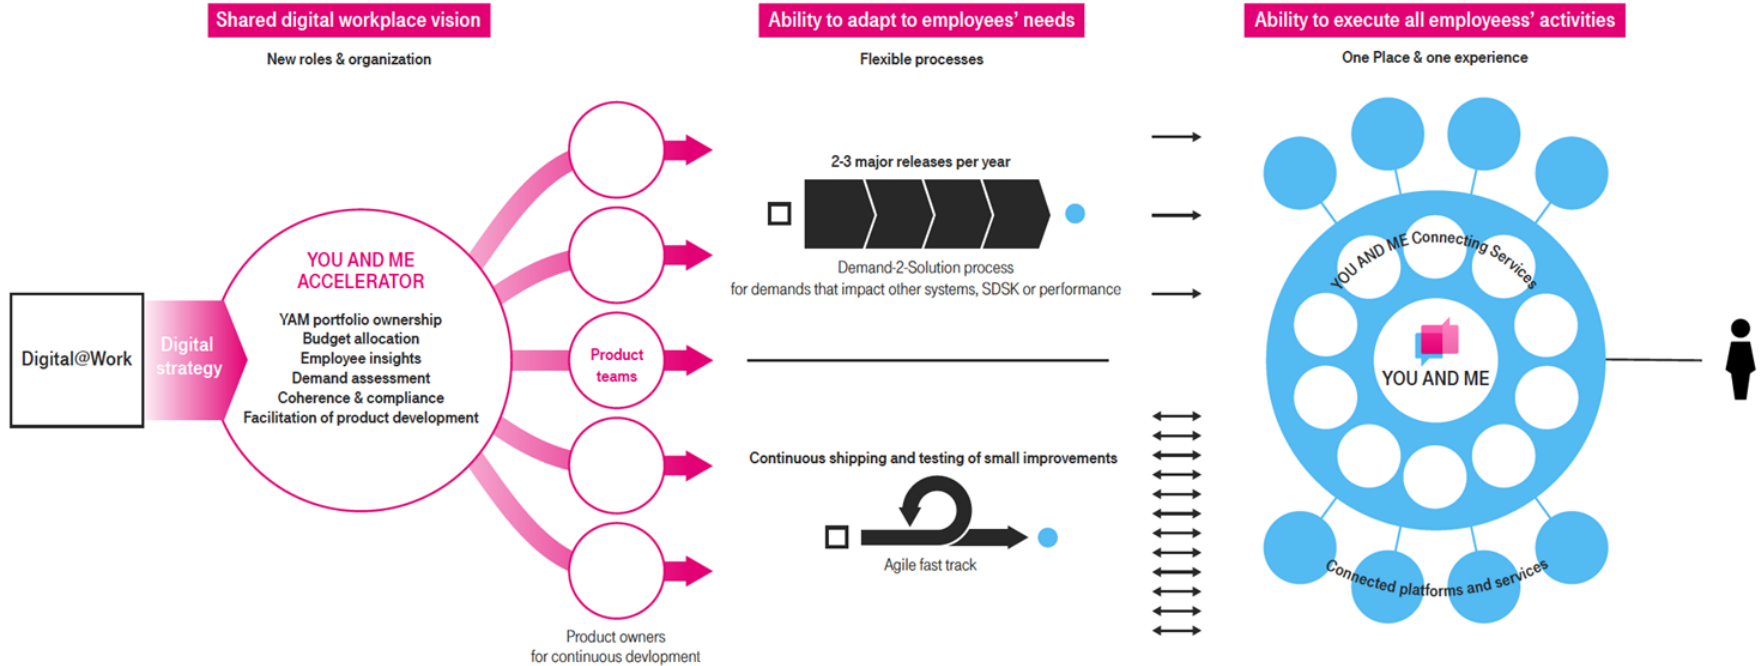 Shared digital workplace vision
New roles & organization
Digital@Work
Digital
strategy
YOU AND ME
ACCELERATOR
YAM portfolio ownership
Budget allocation
Employee insights
Demand assessment
Coherence & compliance
Facilitation of product development
Product
teams
Product owners
for continuous devlopment
Ability to adapt to employees’ needs
Flexible processes
2-3 major releases per year
Demand-2-Solution process
for demands that impact other systems, SDSK or performance
Continuous shipping and testing of small improvements
Agile fast track
Ability to execute all employeess’ activities
One Place & one experience
YOU AND ME Connecting Services
YOU AND ME
Connected platforms and services